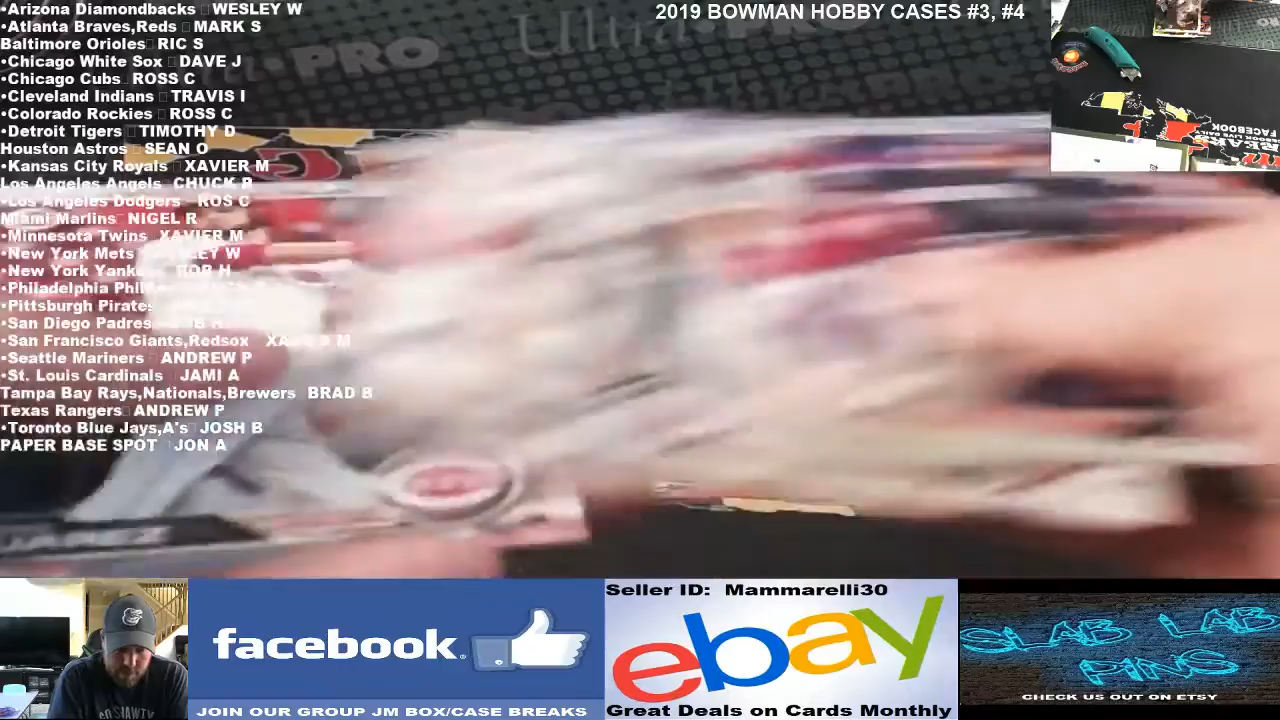 •Arizona Diamondbacks WESLEY W
•Atlanta Braves,Reds MARK S
Baltimore Orioles RIC S
•Chicago White Sox DAVE J
•Chicago Cubs ROSS C
•Cleveland Indians TRAVIS I
•Colorado Rockies ROSS C
•Detroit Tigers TIMOTHY D
Houston Astros SEAN O
•Kansas City Royals XAVIER M
Los Angeles Angels CHUCK
•Los Angeles Dodgers ROS C
Miami Marlins NIGEL R
•Minnesota Twins XAVIER M
•New York Mets
•New York
•Philadelphia
•Pittsburgh Pirates
•San Diego Padres
•San Francisco Giants,Redsox
•Seattle Mariners ANDREW P
•St. Louis Cardinals JAMI A
Tampa Bay Rays,Nationals,Brewers BRAD B
Texas Rangers ANDREW P
•Toronto Blue Jays,A's JOSH B
PAPER BASE SPOT JON A
2019 BOWMAN HOBBY CASES #3, #4
PRO
Ultra
FACEBOOK
facebook.
JOIN OUR GROUP JM BOX/CASE BREAKS
Seller ID: Mammarelli30
ebay
Great Deals on Cards Monthly
SLAB LAB
PINS
CHECK US OUT ON ETSY